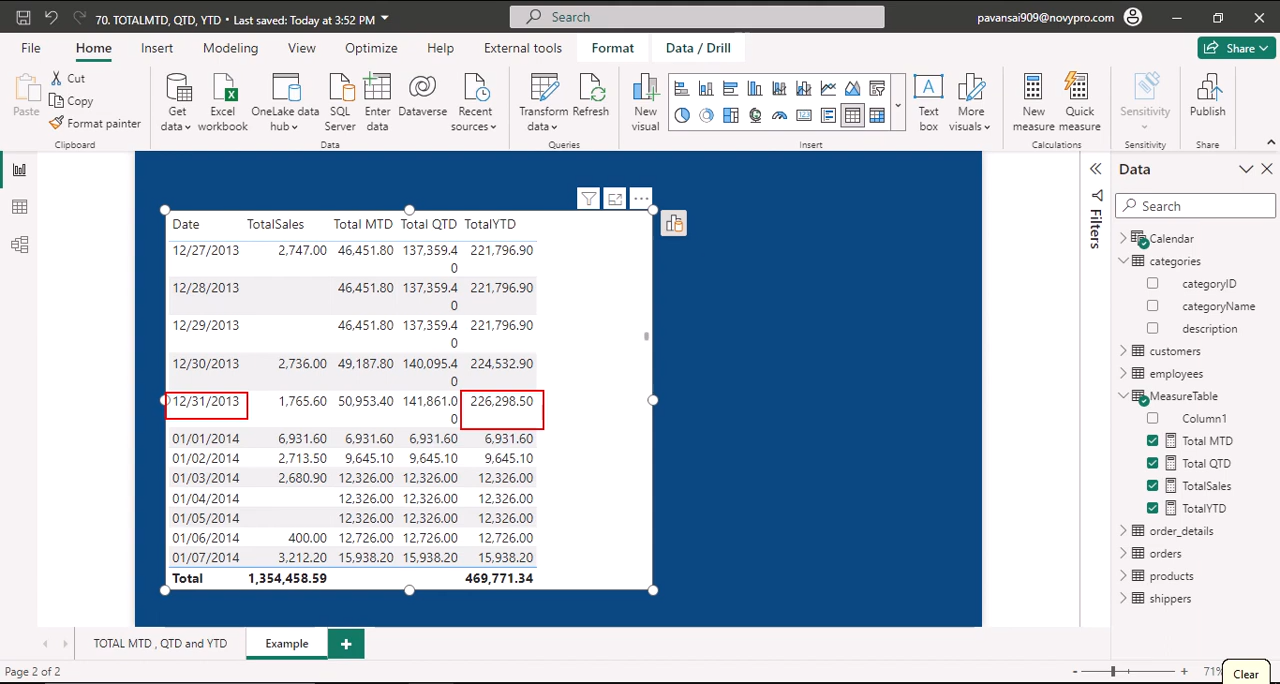 70. TOTALMTD, QTD, YTD • Last saved: Today at 3:52 PM
Search
pavansai909@novypro.com
File Home Insert Modeling View Optimize Help External tools Format Data / Drill
Share
Paste
Cut
Copy
Format painter
Clipboard
Get data
Excel workbook
OneLake data hub
SQL Server
Enter data
Dataverse
Recent sources
Data
Transform data
Refresh
Queries
New visual
Text box
More visuals
Insert
New measure
Quick measure
Calculations
Sensitivity
Sensitivity
Publish
Share
Date TotalSales Total MTD Total QTD TotalYTD
12/27/2013 2,747.00 46,451.80 137,359.4 221,796.90
0
12/28/2013 46,451.80 137,359.4 221,796.90
0
12/29/2013 46,451.80 137,359.4 221,796.90
0
12/30/2013 2,736.00 49,187.80 140,095.4 224,532.90
0
12/31/2013 1,765.60 50,953.40 141,861.0 226,298.50
0
01/01/2014 6,931.60 6,931.60 6,931.60 6,931.60
01/02/2014 2,713.50 9,645.10 9,645.10 9,645.10
01/03/2014 2,680.90 12,326.00 12,326.00 12,326.00
01/04/2014 12,326.00 12,326.00 12,326.00
01/05/2014 12,326.00 12,326.00 12,326.00
01/06/2014 400.00 12,726.00 12,726.00 12,726.00
01/07/2014 3,212.20 15,938.20 15,938.20 15,938.20
Total 1,354,458.59 469,771.34
Filters
Data
Search
Calendar
categories
categoryID
categoryName
description
customers
employees
MeasureTable
Column1
Total MTD
Total QTD
TotalSales
TotalYTD
order_details
orders
products
shippers
TOTAL MTD , QTD and YTD
Example
Page 2 of 2
71%
Clear